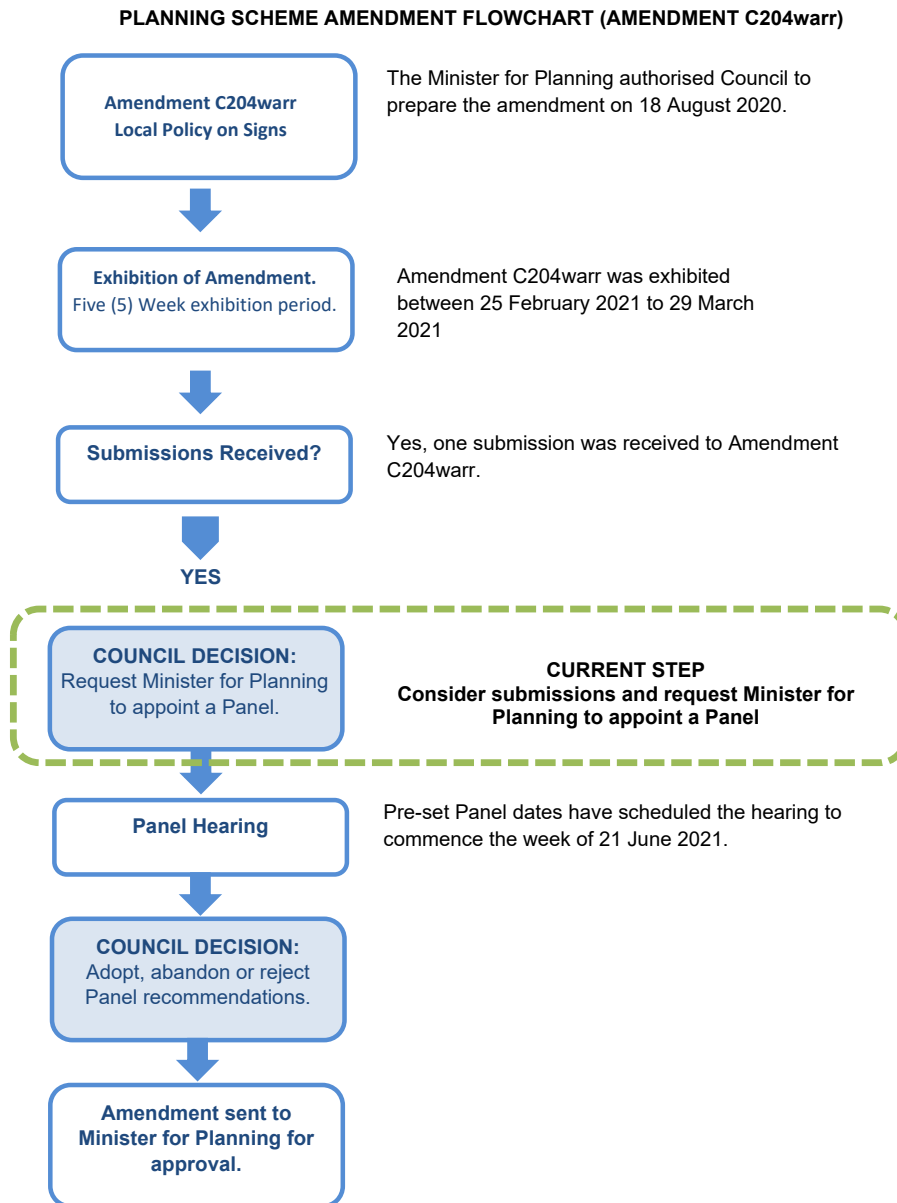 PLANNING SCHEME AMENDMENT FLOWCHART (AMENDMENT C204warr)
Amendment C204warr
Local Policy on Signs
The Minister for Planning authorised Council to
prepare the amendment on 18 August 2020.
Exhibition of Amendment.
Five (5) Week exhibition period.
Amendment C204warr was exhibited
between 25 February 2021 to 29 March
2021
Submissions Received?
Yes, one submission was received to Amendment
C204warr.
YES
COUNCIL DECISION:
Request Minister for Planning
to appoint a Panel.
CURRENT STEP
Consider submissions and request Minister for
Planning to appoint a Panel
Panel Hearing
Pre-set Panel dates have scheduled the hearing to
commence the week of 21 June 2021.
COUNCIL DECISION:
Adopt, abandon or reject
Panel recommendations.
Amendment sent to
Minister for Planning for
approval.